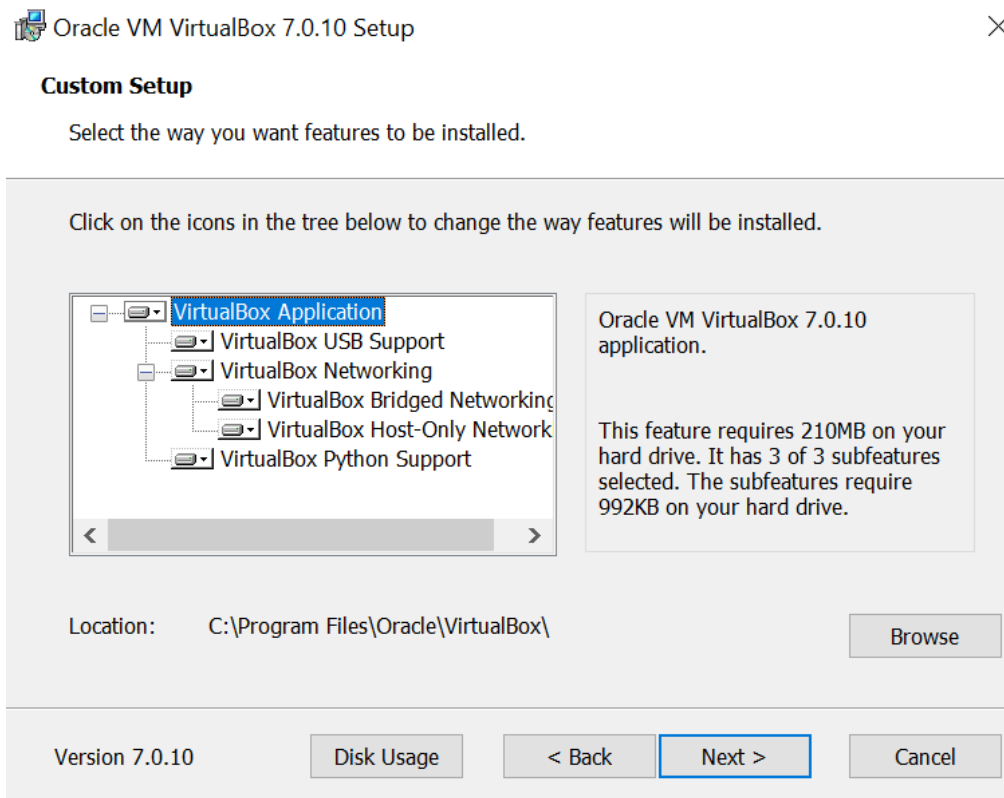 Oracle VM VirtualBox 7.0.10 Setup
Custom Setup
Select the way you want features to be installed.
Click on the icons in the tree below to change the way features will be installed.
VirtualBox Application
VirtualBox USB Support
VirtualBox Networking
VirtualBox Bridged Networking
VirtualBox Host-Only Network
VirtualBox Python Support
Oracle VM VirtualBox 7.0.10
application.
This feature requires 210MB on your
hard drive. It has 3 of 3 subfeatures
selected. The subfeatures require
992KB on your hard drive.
Location: C:\Program Files\Oracle\VirtualBox\
Browse
Version 7.0.10
Disk Usage
< Back
Next >
Cancel